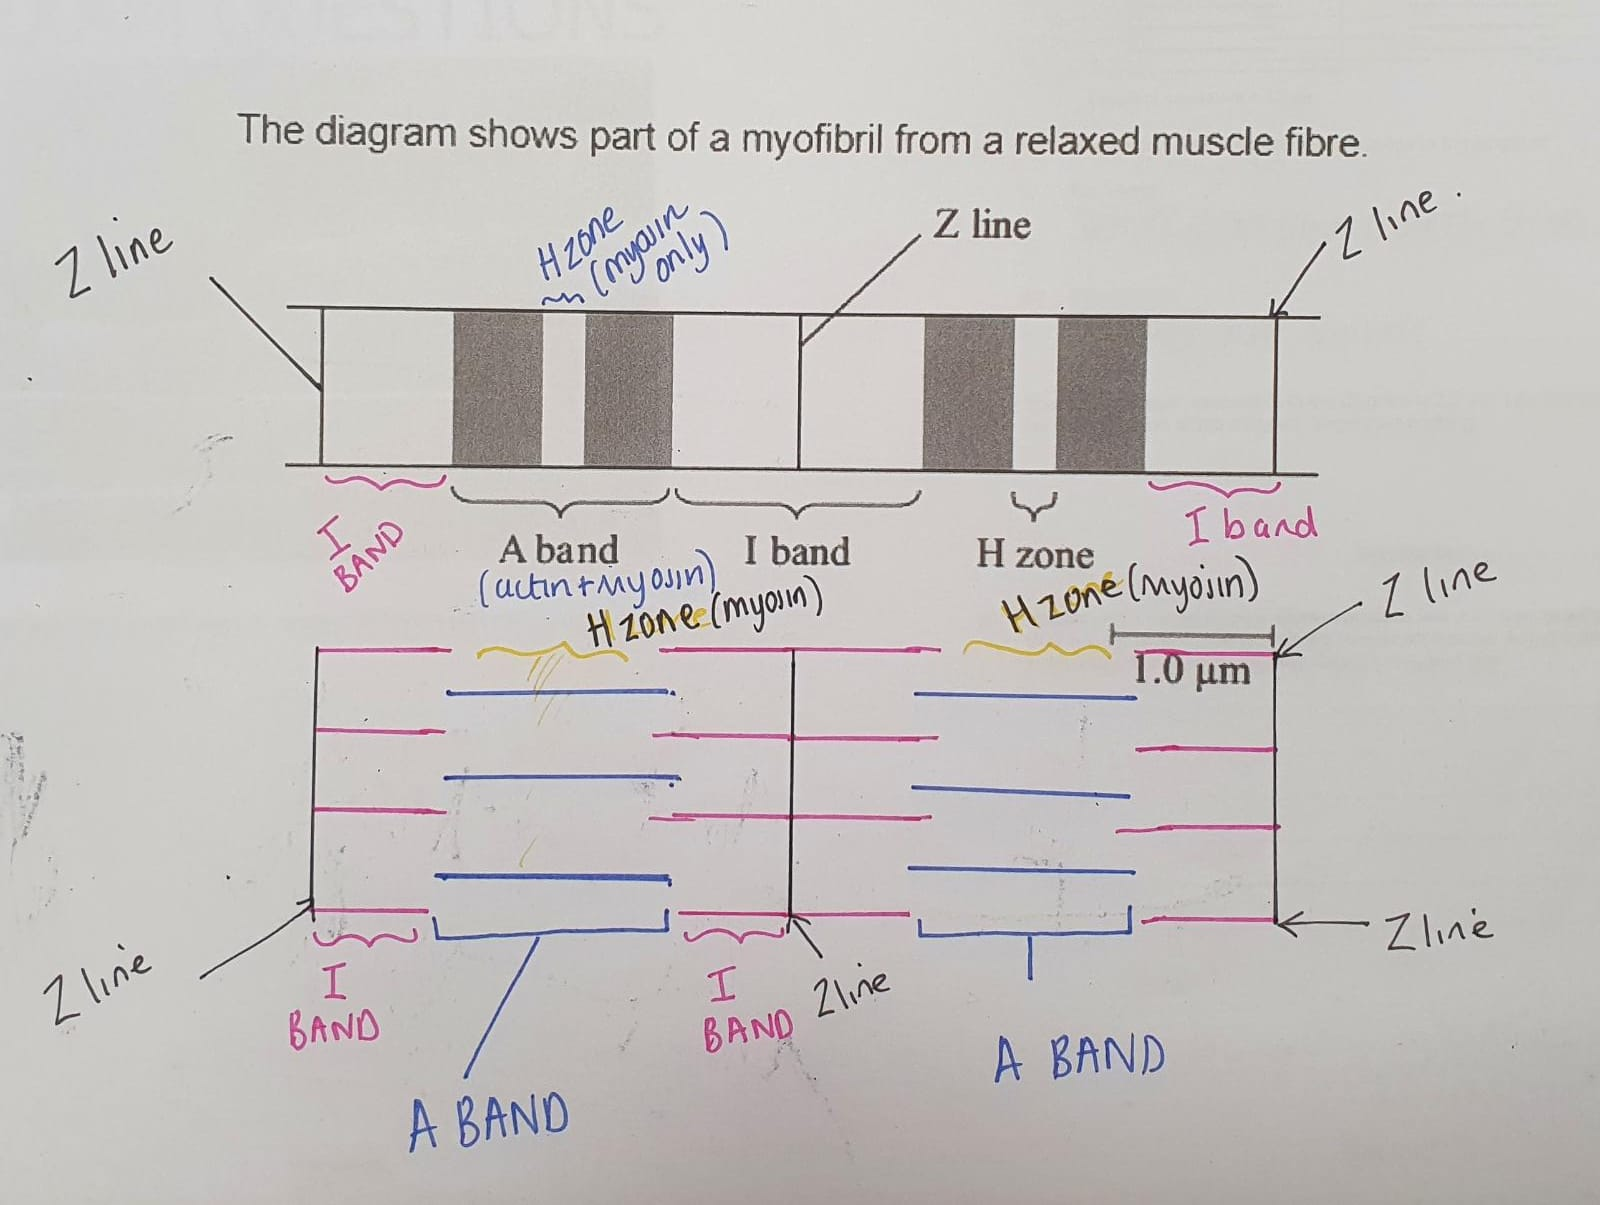 The diagram shows part of a myofibril from a relaxed muscle fibre.
Z line
H zone
(myosin
only)
Z line
Z line.
I
BAND
A band
(actin + Myosin)
I band
H zone
I band
H zone (myosin)
H zone (Myosin)
Z line
1.0 µm
Z line
I
BAND
A BAND
I
BAND
Z line
A BAND
Z line